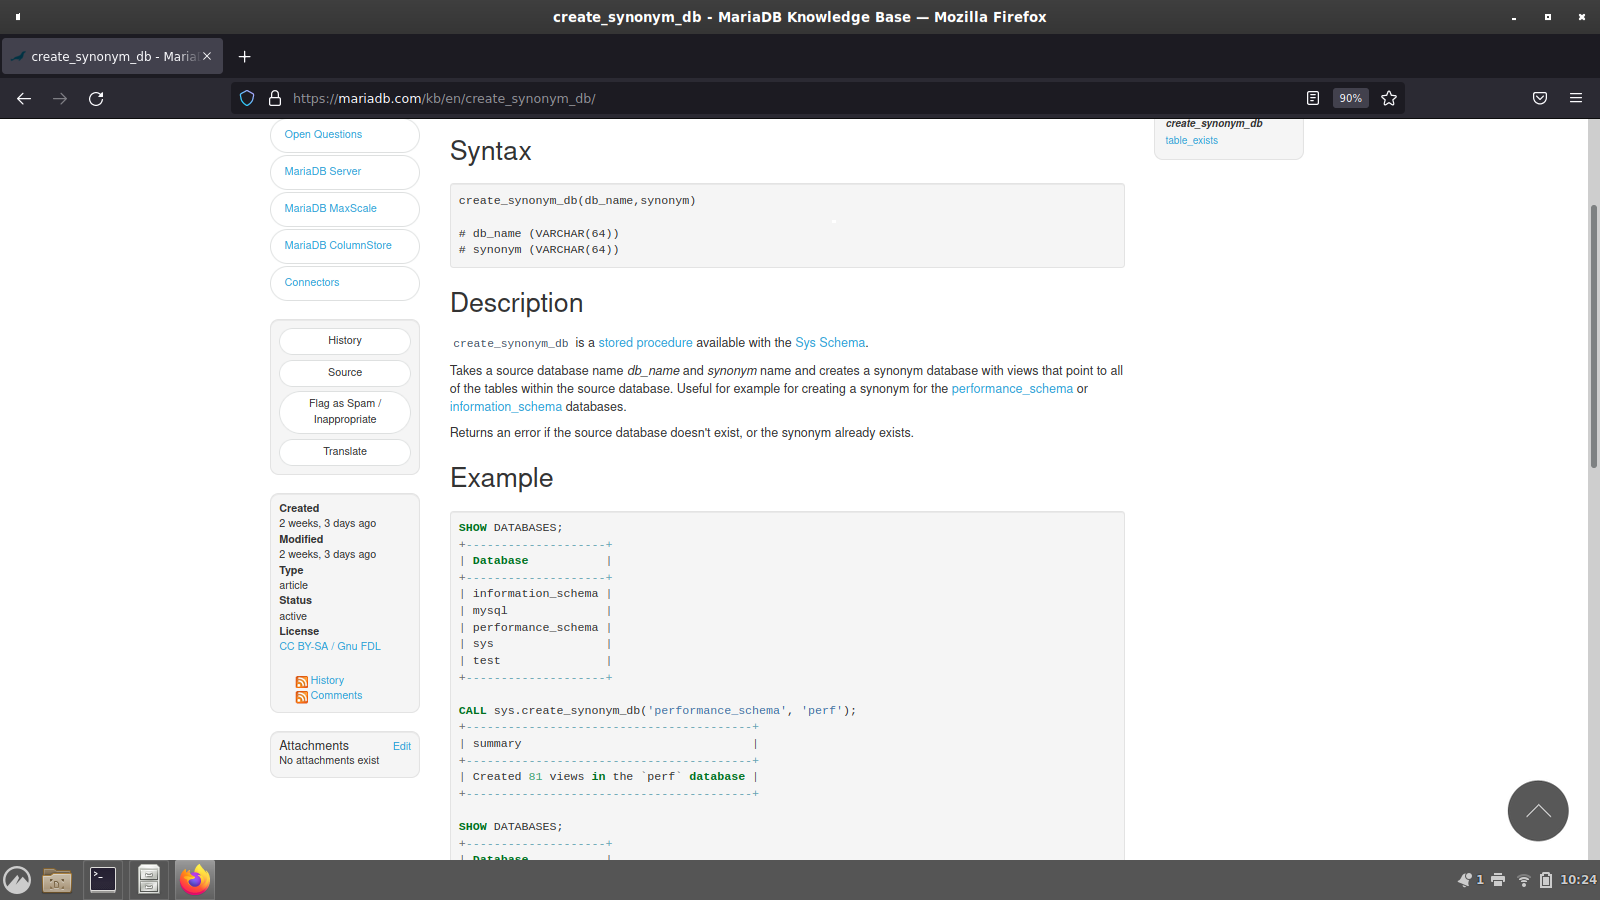 create_synonym_db - MariaDB Knowledge Base — Mozilla Firefox
create_synonym_db - Maria
https://mariadb.com/kb/en/create_synonym_db/
90%
Open Questions
MariaDB Server
MariaDB MaxScale
MariaDB ColumnStore
Connectors
History
Source
Flag as Spam /
Inappropriate
Translate
Created
2 weeks, 3 days ago
Modified
2 weeks, 3 days ago
Type
article
Status
active
License
CC BY-SA / Gnu FDL
History
Comments
Attachments Edit
No attachments exist
Syntax
create_synonym_db(db_name,synonym)
# db_name (VARCHAR(64))
# synonym (VARCHAR(64))
Description
create_synonym_db is a stored procedure available with the Sys Schema.
Takes a source database name db_name and synonym name and creates a synonym database with views that point to all
of the tables within the source database. Useful for example for creating a synonym for the performance_schema or
information_schema databases.
Returns an error if the source database doesn't exist, or the synonym already exists.
Example
SHOW DATABASES;
+--------------------+
| Database           |
+--------------------+
| information_schema |
| mysql              |
| performance_schema |
| sys                |
| test               |
+--------------------+
CALL sys.create_synonym_db('performance_schema', 'perf');
+-----------------------------------------+
| summary                                 |
+-----------------------------------------+
| Created 81 views in the `perf` database |
+-----------------------------------------+
SHOW DATABASES;
+--------------------+
| Database           |
create_synonym_db
table_exists
1
10:24